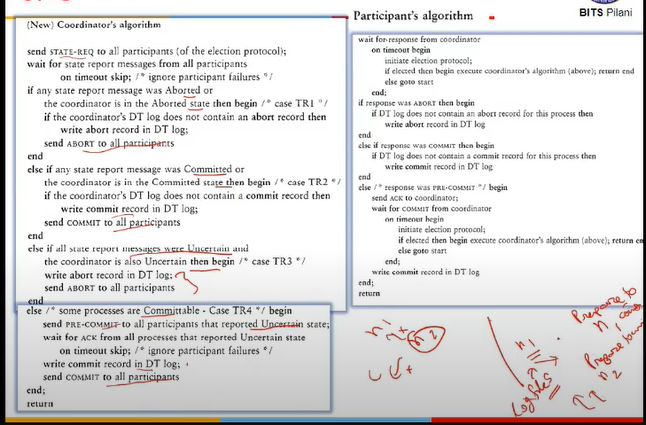 BITS Pilani
(New) Coordinator's algorithm
send STATE-REQ to all participants (of the election protocol);
wait for state report messages from all participants
on timeout skip; /* ignore participant failures */
if any state report message was Aborted or
the coordinator is in the Aborted state then begin /* case TR1 */
if the coordinator's DT log does not contain an abort record then
write abort record in DT log;
send ABORT to all participants
end
else if any state report message was Committed or
the coordinator is in the Committed state then begin /* case TR2 */
if the coordinator's DT log does not contain a commit record then
write commit record in DT log;
send COMMIT to all participants
end
else if all state report messages were Uncertain and
the coordinator is also Uncertain then begin /* case TR3 */
write abort record in DT log;
send ABORT to all participants
end
else /* some processes are Committable - Case TR4 */ begin
send PRE-COMMIT to all participants that reported Uncertain state;
wait for ACK from all processes that reported Uncertain state
on timeout skip; /* ignore participant failures */
write commit record in DT log;
send COMMIT to all participants
end;
return
Participant's algorithm
wait for response from coordinator
on timeout begin
initiate election protocol;
if elected then begin execute coordinator's algorithm (above); return end
else goto start
end;
if response was ABORT then begin
if DT log does not contain an abort record for this process then
write abort record in DT log
end
else if response was COMMIT then begin
if DT log does not contain a commit record for this process then
write commit record in DT log
end
else /* response was PRE-COMMIT */ begin
send ACK to coordinator;
wait for COMMIT from coordinator
on timeout begin
initiate election protocol;
if elected then begin execute coordinator's algorithm (above); return en
else goto start
end;
write commit record in DT log
end
return
n1
n2
n1
log files
Prepare to
n1
n2